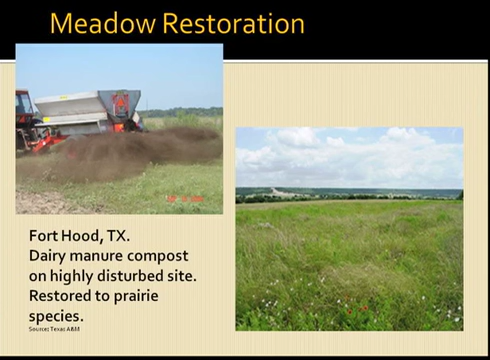 Meadow Restoration
Fort Hood, TX.
Dairy manure compost
on highly disturbed site.
Restored to prairie
species.
Source: Texas A&M